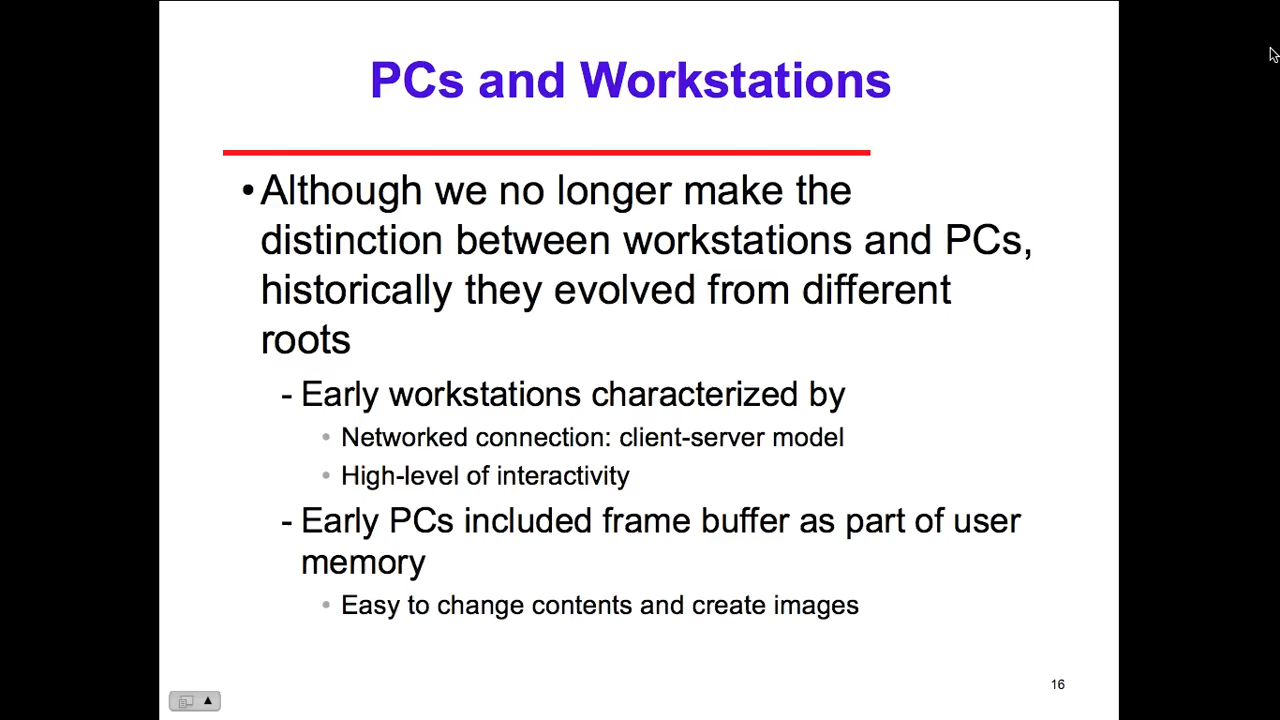 PCs and Workstations
•Although we no longer make the
distinction between workstations and PCs,
historically they evolved from different
roots
- Early workstations characterized by
• Networked connection: client-server model
• High-level of interactivity
- Early PCs included frame buffer as part of user
memory
• Easy to change contents and create images
16